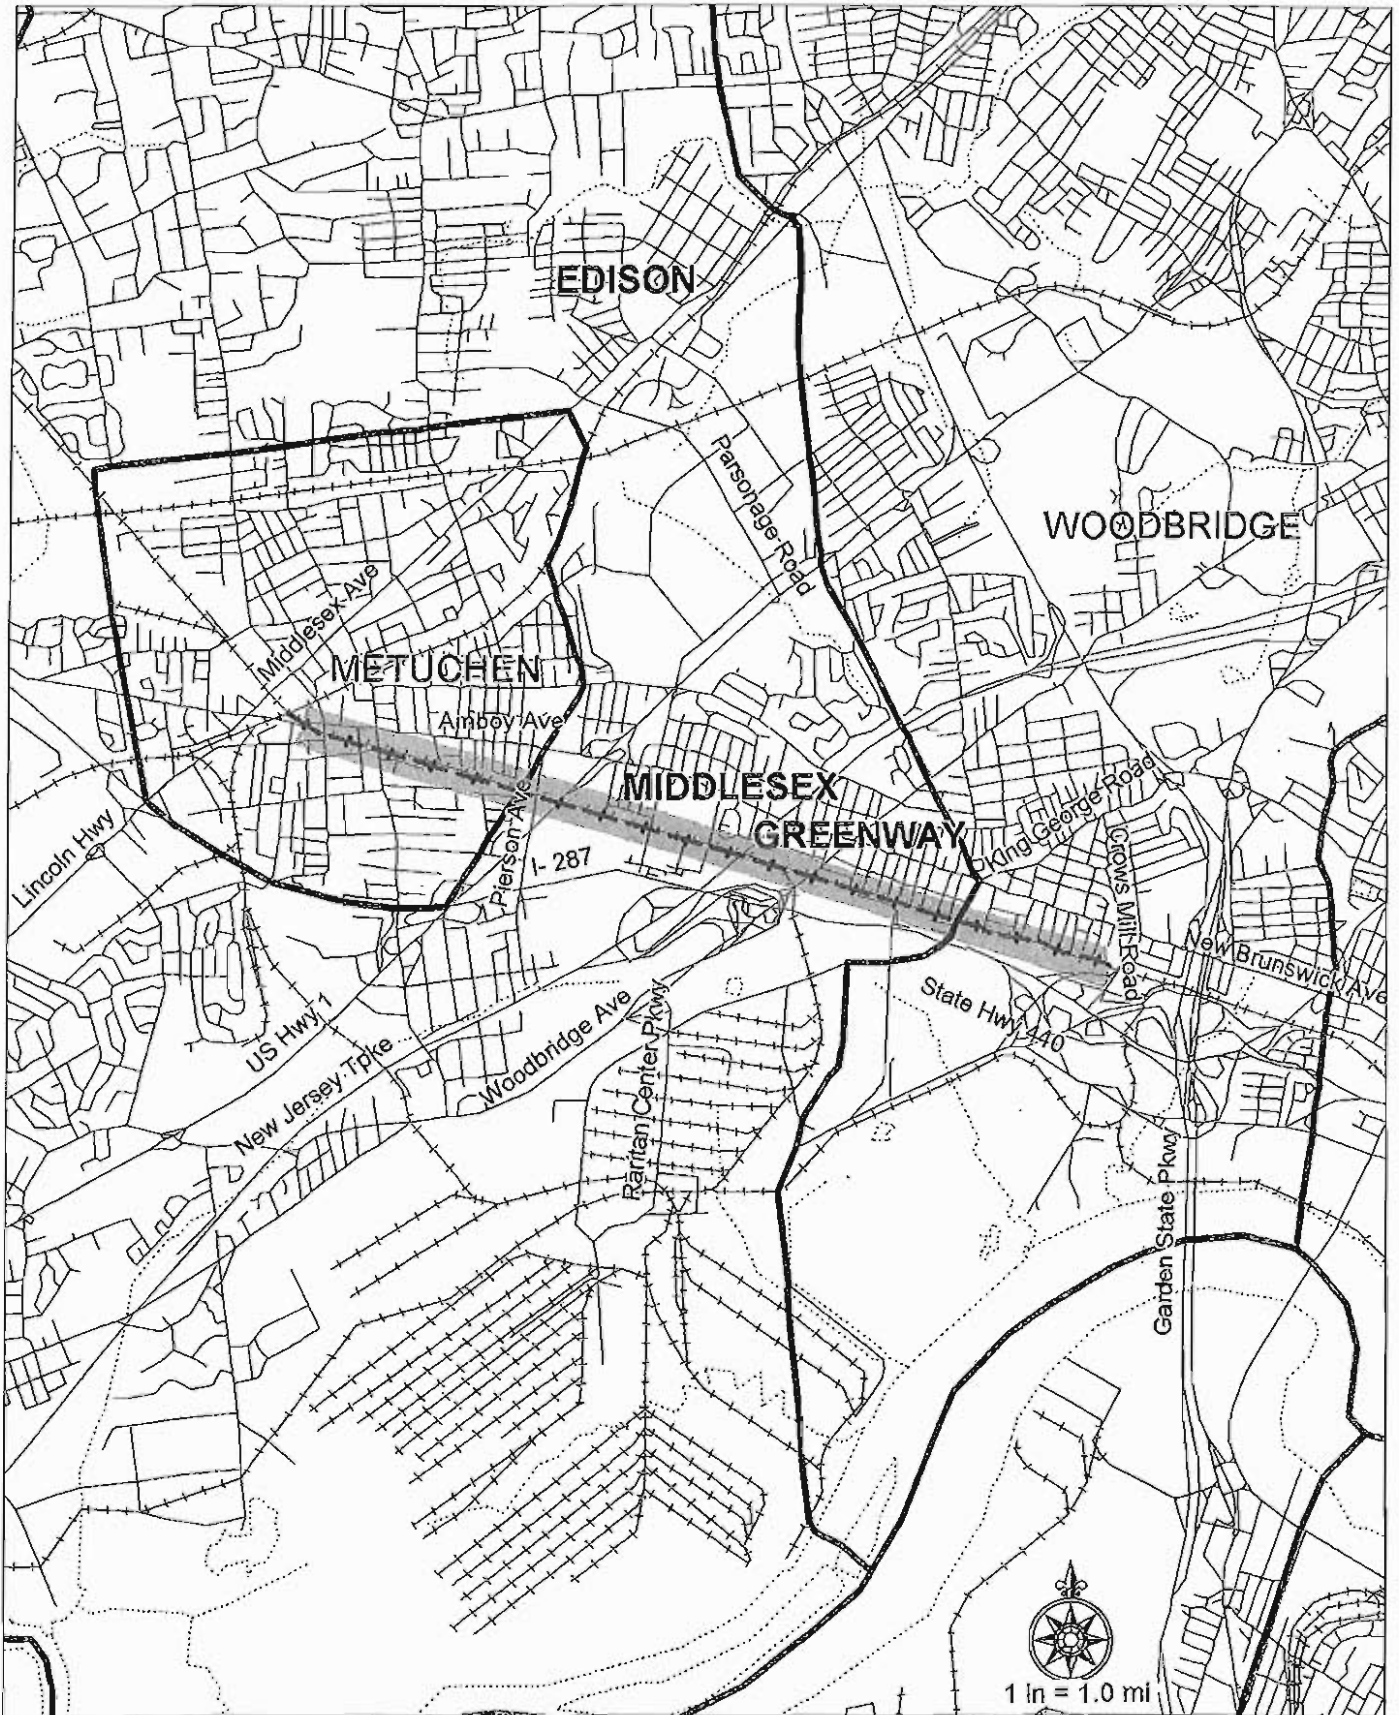 EDISON
Parsonage Road
WOODBRIDGE
Middlesex Ave
METUCHEN
Amboy Ave
MIDDLESEX
GREENWAY
King George Road
Crows Mill Road
Lincoln Hwy
Pierson Ave
I- 287
New Brunswick Ave
State Hwy 440
US Hwy 1
New Jersey Tpke
Woodbridge Ave
Raritan Center Pkwy
Garden State Pkwy
1 in = 1.0 mi